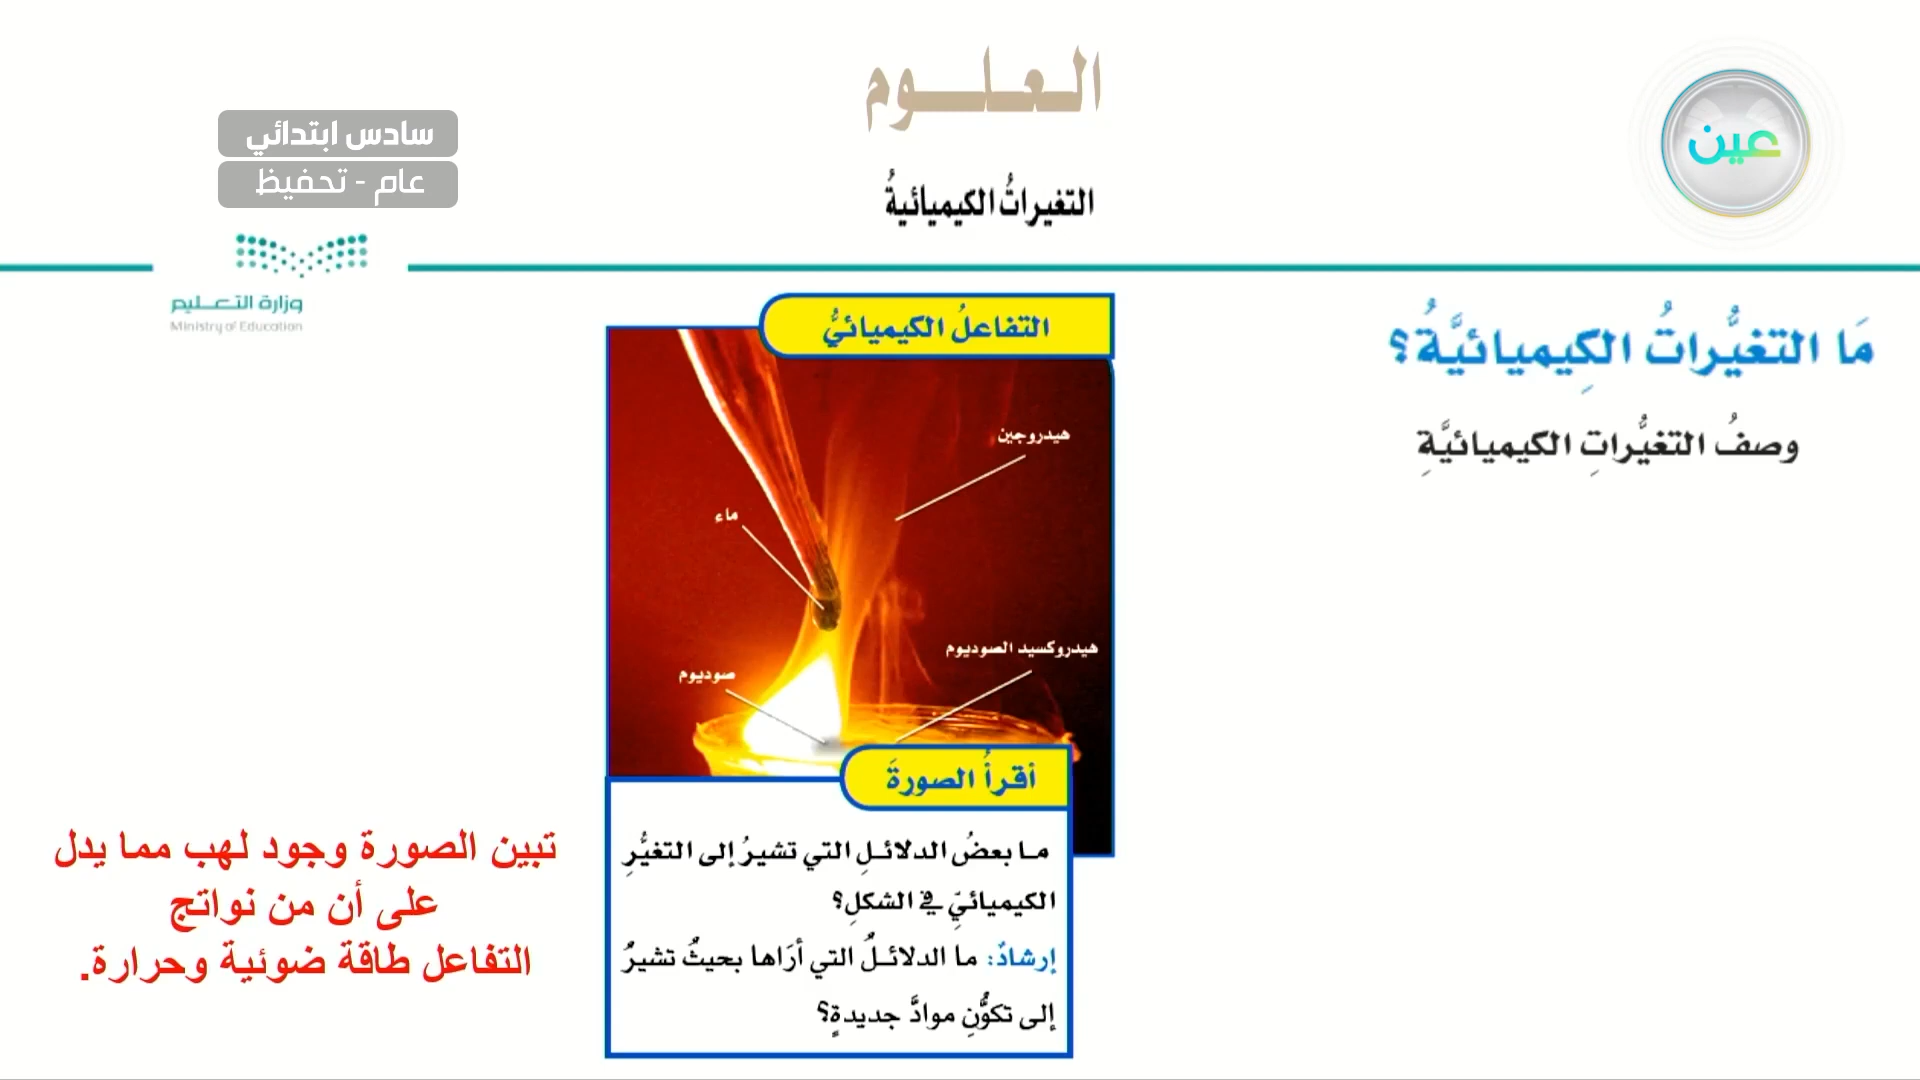 العلوم
عين
سادس ابتدائي
عام - تحفيظ
التغيراتُ الكيميائيةُ
وزارة التعليم
Ministry of Education
مَا التغيُّراتُ الكِيميائيَّةُ؟
وصفُ التغيُّراتِ الكيميائيَّةِ
التفاعلُ الكيميائيُّ
هيدروجين
ماء
هيدروكسيد الصوديوم
صوديوم
أقرأُ الصورةَ
ما بعضُ الدلائلِ التي تشيرُ إلى التغيُّرِ
الكيميائيِّ في الشكلِ؟
إرشادٌ: ما الدلائلُ التي أرَاها بحيثُ تشيرُ
إلى تكوُّنِ موادَّ جديدةٍ؟
تبين الصورة وجود لهب مما يدل
على أن من نواتج
التفاعل طاقة ضوئية وحرارة.